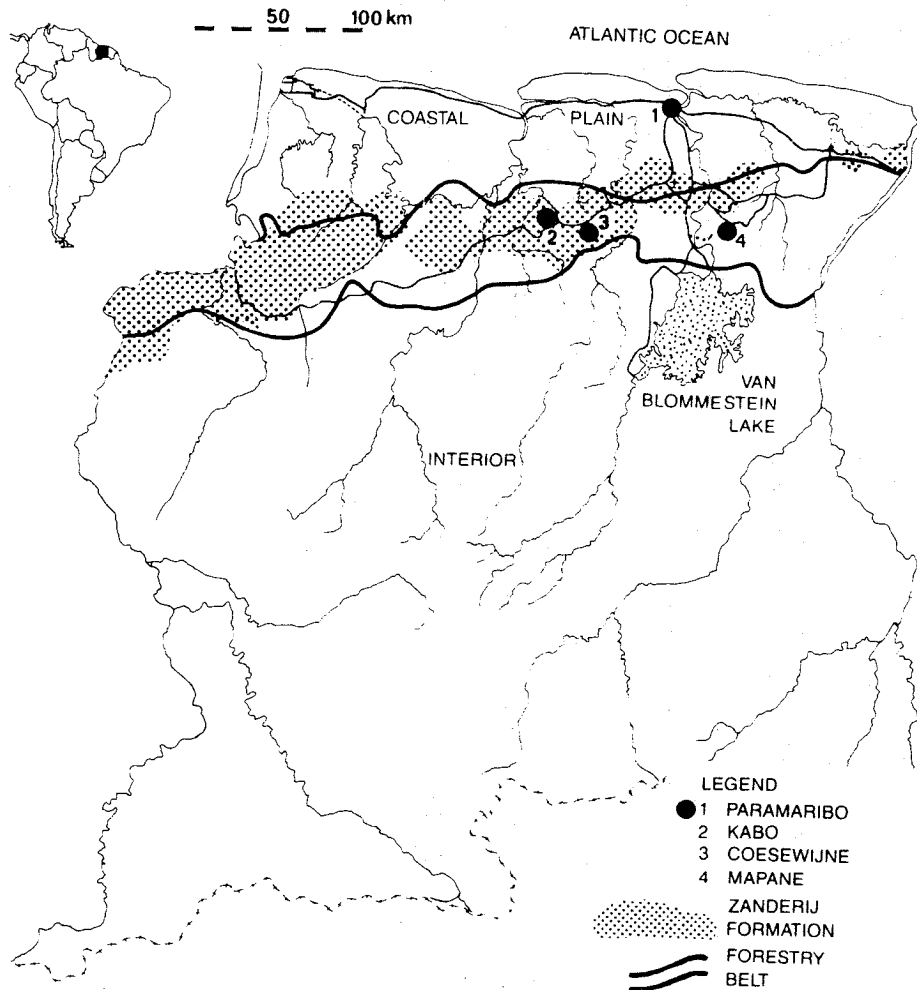 50 100 km
ATLANTIC OCEAN
COASTAL PLAIN 1
2 3 4
VAN
BLOMMESTEIN
LAKE
INTERIOR
LEGEND
1 PARAMARIBO
2 KABO
3 COESEWIJNE
4 MAPANE
ZANDERIJ
FORMATION
FORESTRY
BELT